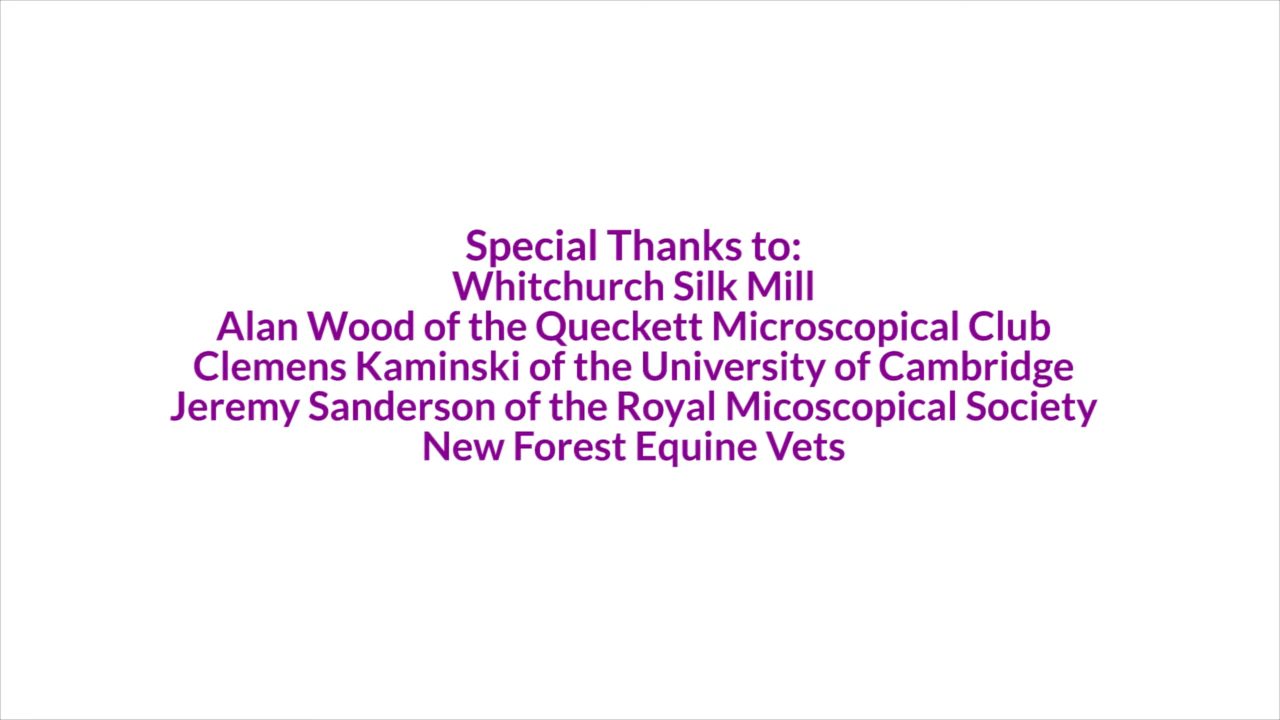 Special Thanks to:
Whitchurch Silk Mill
Alan Wood of the Queckett Microscopical Club
Clemens Kaminski of the University of Cambridge
Jeremy Sanderson of the Royal Micoscopical Society
New Forest Equine Vets